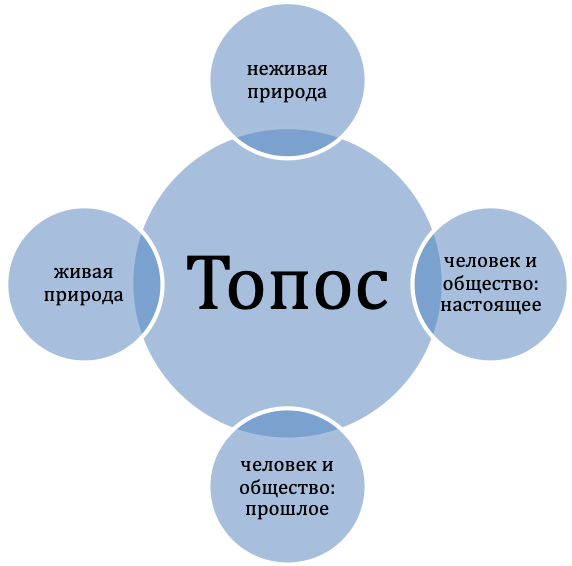 неживая
природа
живая
природа
Топос
человек и
общество:
настоящее
человек и
общество:
прошлое